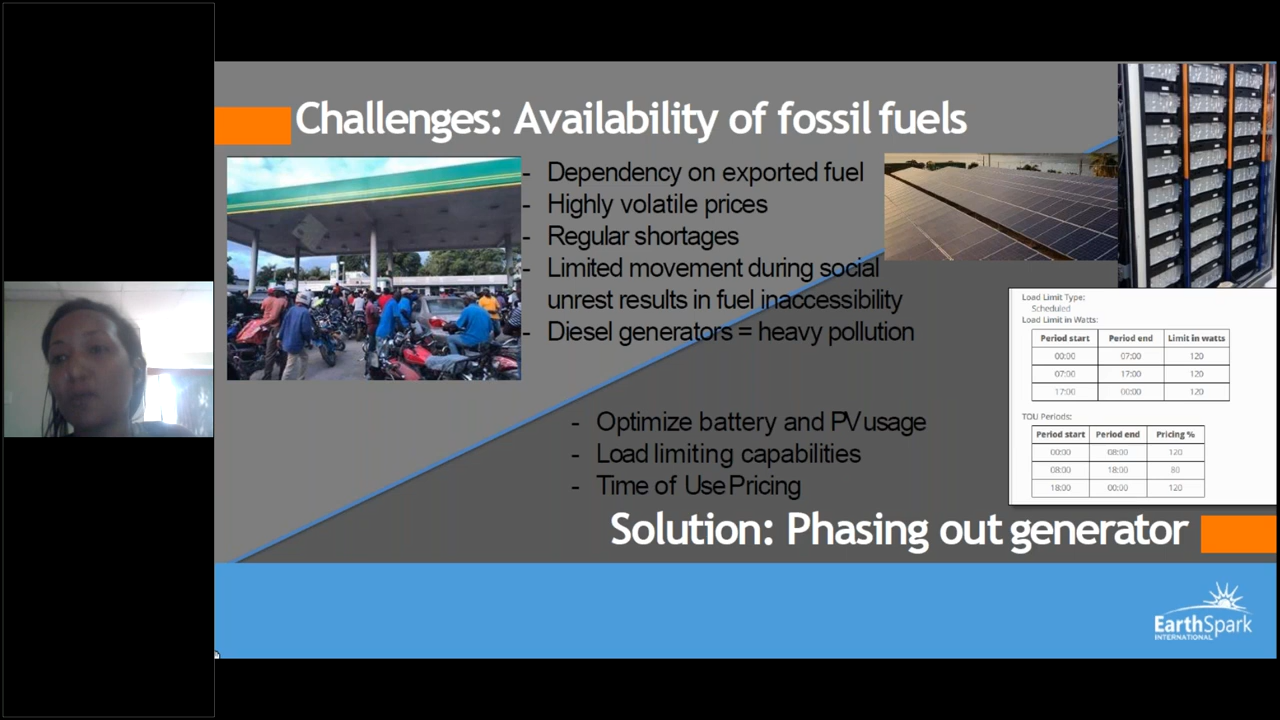 Challenges: Availability of fossil fuels
- Dependency on exported fuel
- Highly volatile prices
- Regular shortages
- Limited movement during social
unrest results in fuel inaccessibility
- Diesel generators = heavy pollution
Load Limit Type:
Scheduled
Load Limit in Watts:
Period start Period end Limit in watts
00:00 07:00 120
07:00 17:00 120
17:00 00:00 120
TOU Periods:
Period start Period end Pricing %
00:00 08:00 120
08:00 18:00 80
18:00 00:00 120
- Optimize battery and PV usage
- Load limiting capabilities
- Time of Use Pricing
Solution: Phasing out generator
EarthSpark
INTERNATIONAL